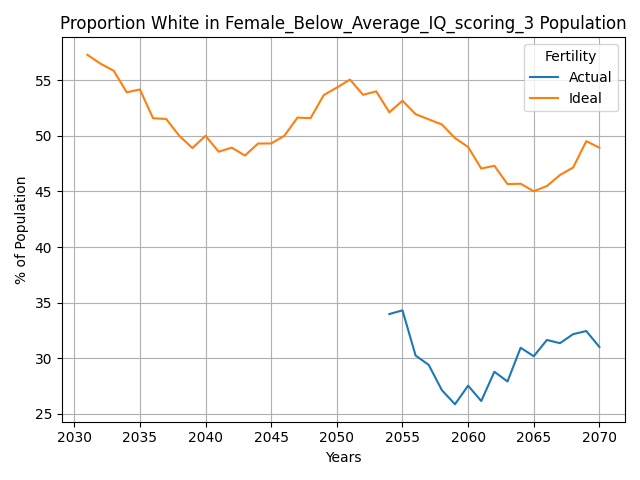 Proportion White in Female_Below_Average_IQ_scoring_3 Population
Fertility
Actual
Ideal
% of Population
55
50
45
40
35
30
25
2030 2035 2040 2045 2050 2055 2060 2065 2070
Years